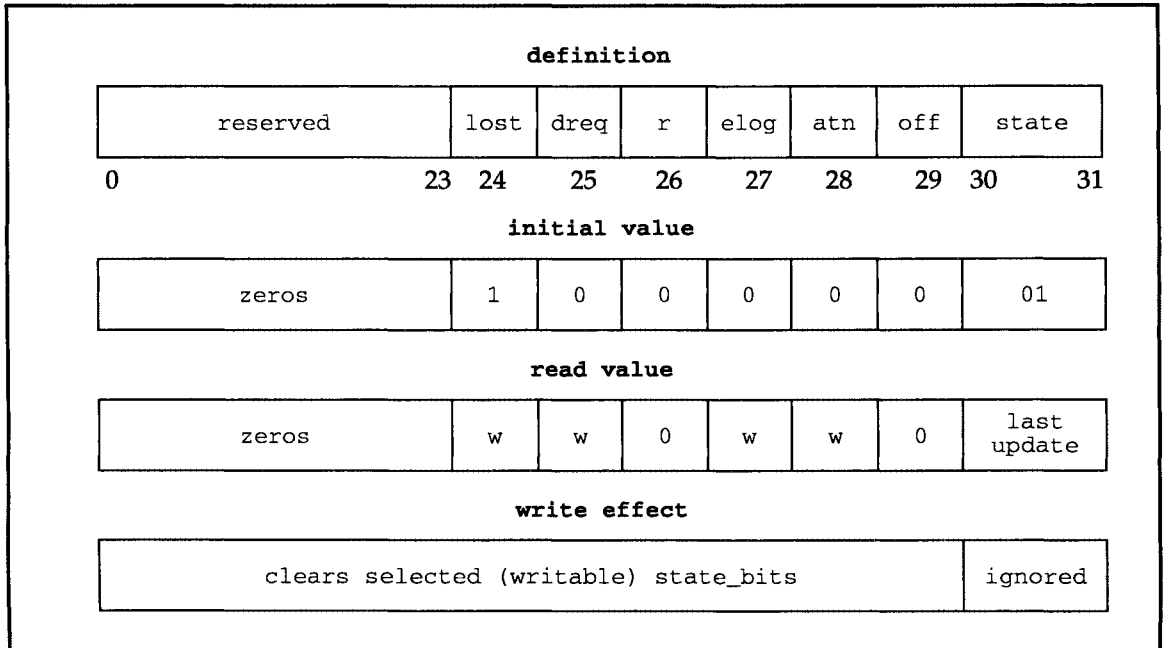 definition
reserved lost dreq r elog atn off state
0 23 24 25 26 27 28 29 30 31
initial value
zeros 1 0 0 0 0 0 01
read value
zeros w w 0 w w 0 last
update
write effect
clears selected (writable) state_bits ignored